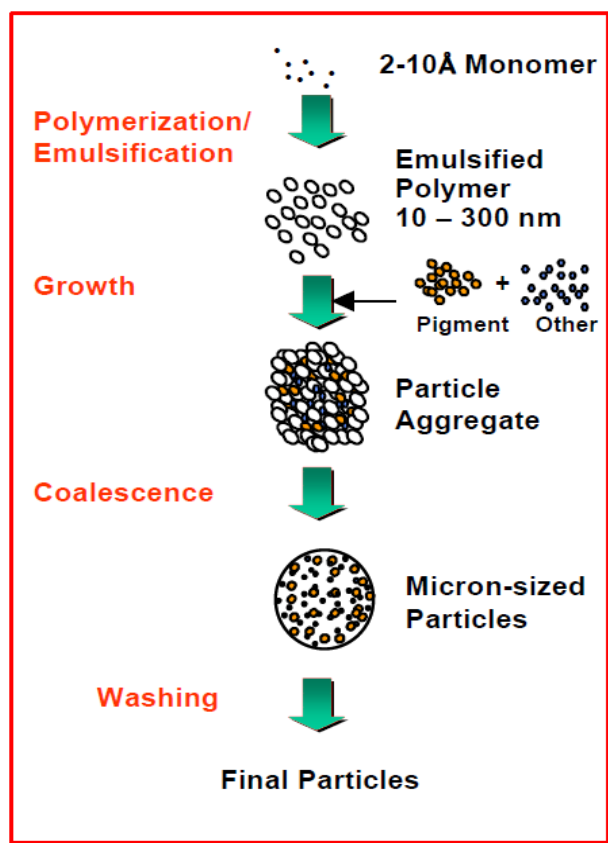 2-10Å Monomer
Polymerization/
Emulsification
Emulsified
Polymer
10 – 300 nm
Growth
+
Pigment Other
Particle
Aggregate
Coalescence
Micron-sized
Particles
Washing
Final Particles